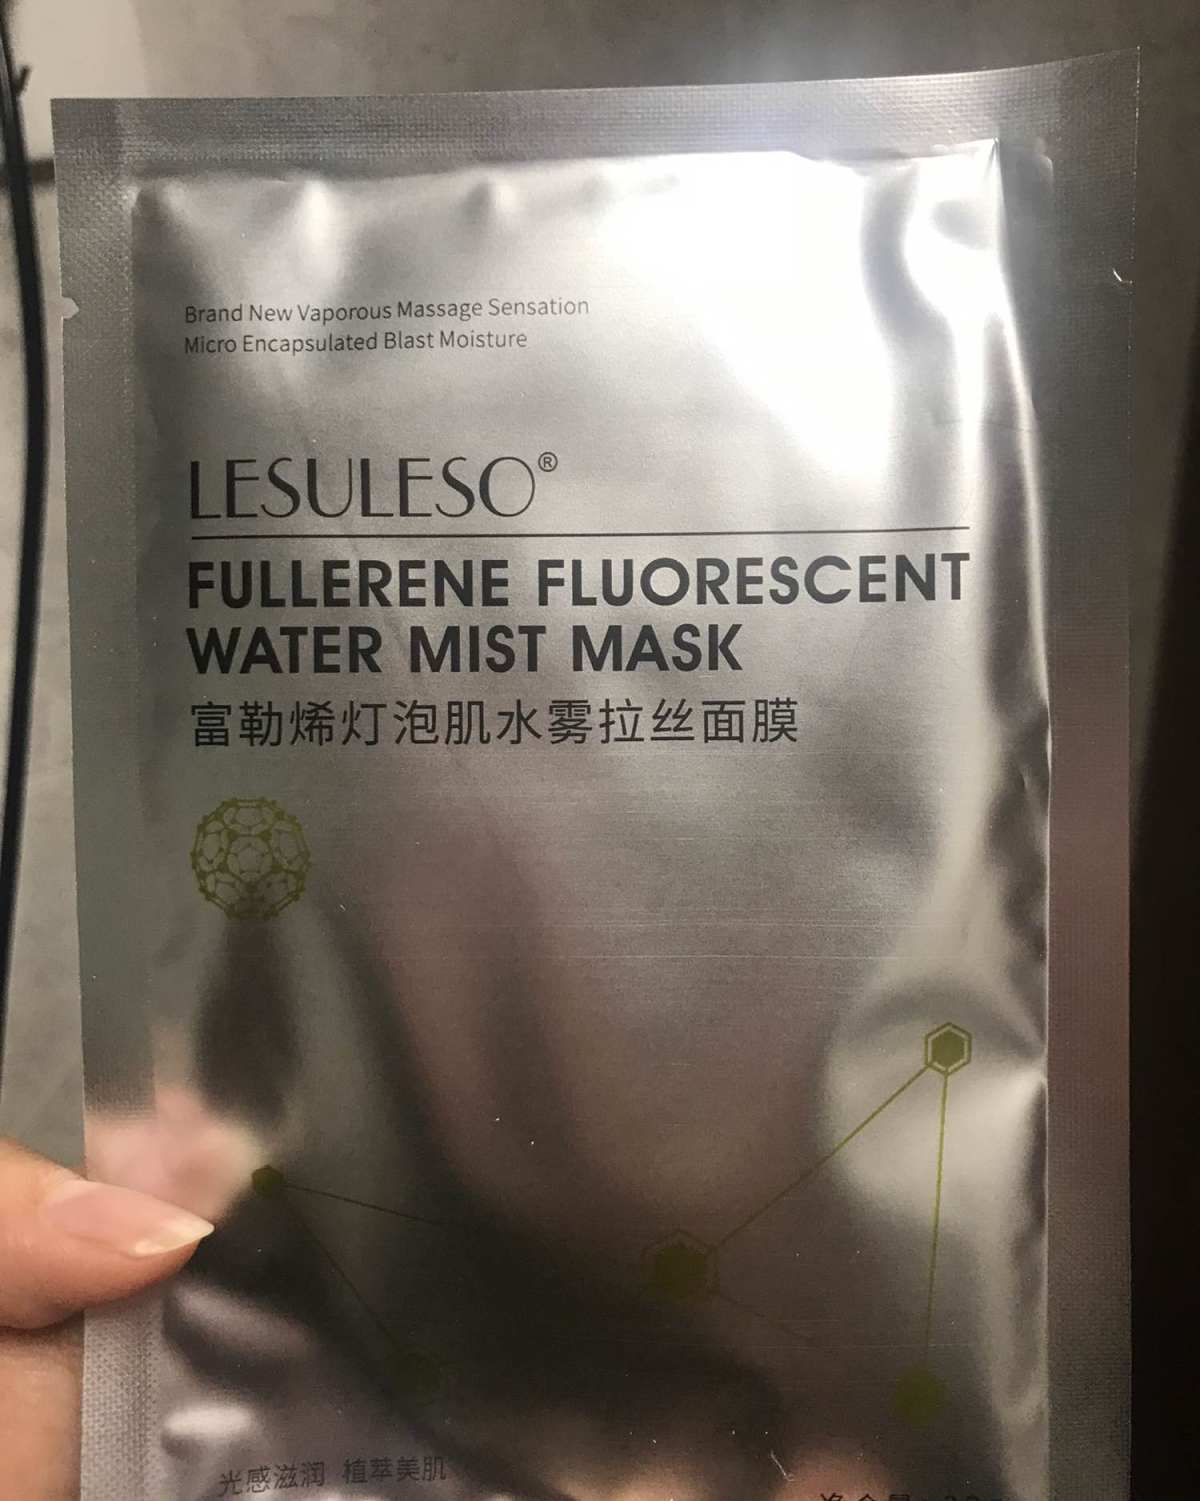 Brand New Vaporous Massage Sensation
Micro Encapsulated Blast Moisture
LESULESO®
FULLERENE FLUORESCENT
WATER MIST MASK
富勒烯灯泡肌水雾拉丝面膜
光感滋润 植萃美肌